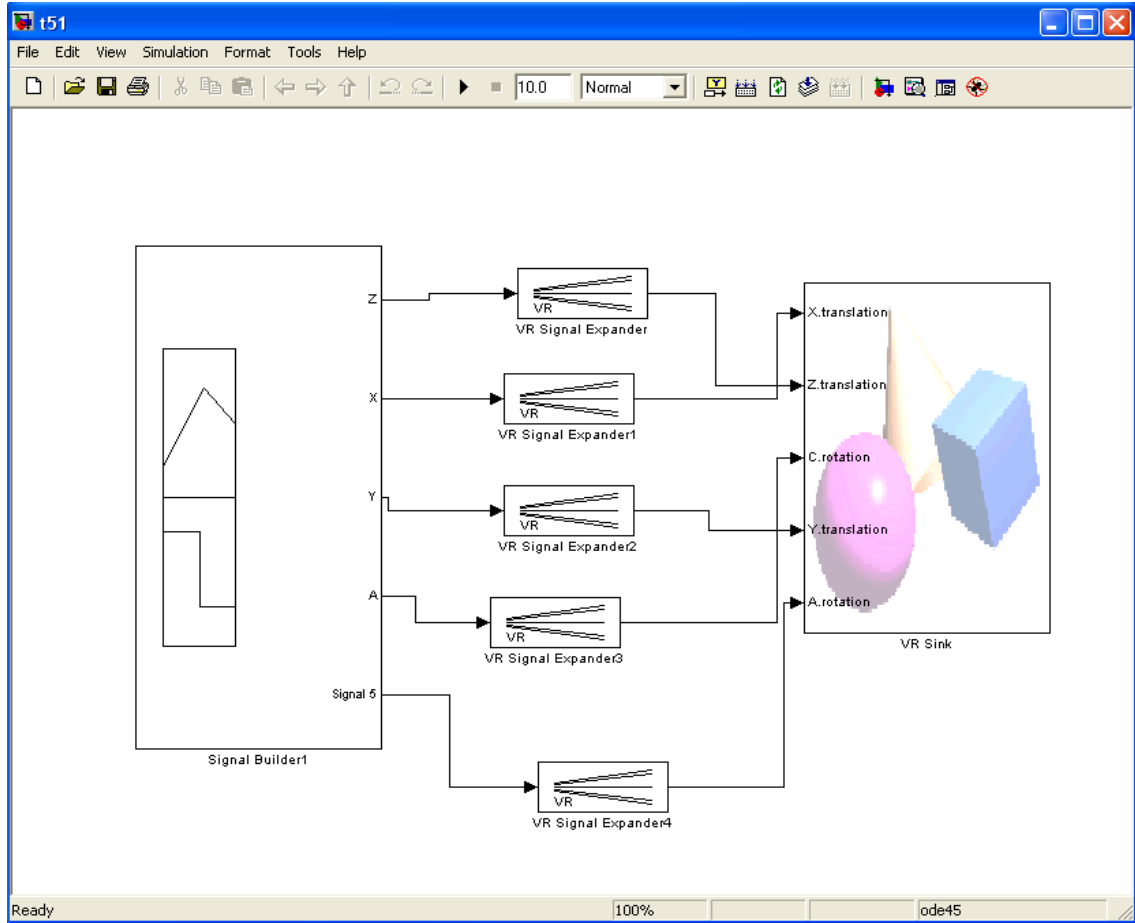 t51
File Edit View Simulation Format Tools Help
10.0 Normal
Z
VR
VR Signal Expander
X.translation
Z.translation
X
VR
VR Signal Expander1
C.rotation
Y
VR
VR Signal Expander2
Y.translation
A
VR
VR Signal Expander3
A.rotation
VR Sink
Signal 5
Signal Builder1
VR
VR Signal Expander4
Ready 100% ode45